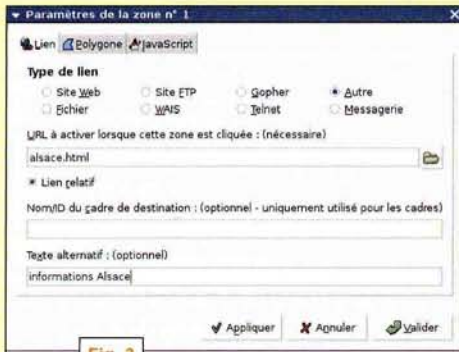 Paramètres de la zone n° 1
Lien Polygone JavaScript
Type de lien
Site Web Site FTP Gopher Autre
Fichier WAIS Telnet Messagerie
URL à activer lorsque cette zone est cliquée : (nécessaire)
alsace.html
Lien relatif
Nom/ID du cadre de destination : (optionnel - uniquement utilisé pour les cadres)
Texte alternatif : (optionnel)
informations Alsace
Appliquer Annuler Valider